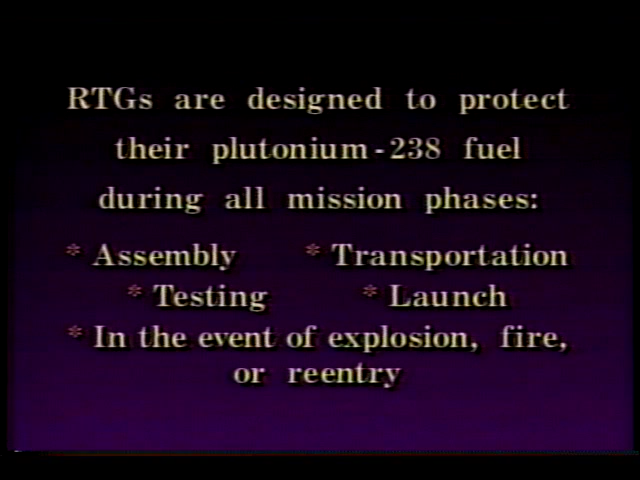 RTGs are designed to protect
their plutonium-238 fuel
during all mission phases:
* Assembly * Transportation
* Testing * Launch
* In the event of explosion, fire,
or reentry